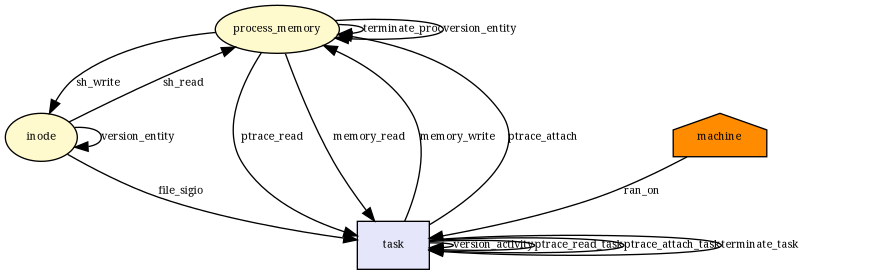 process_memory
terminate_proc
version_entity
sh_write
sh_read
inode
version_entity
ptrace_read
memory_read
memory_write
ptrace_attach
machine
file_sigio
ran_on
task
version_activity
ptrace_read_task
ptrace_attach_task
terminate_task